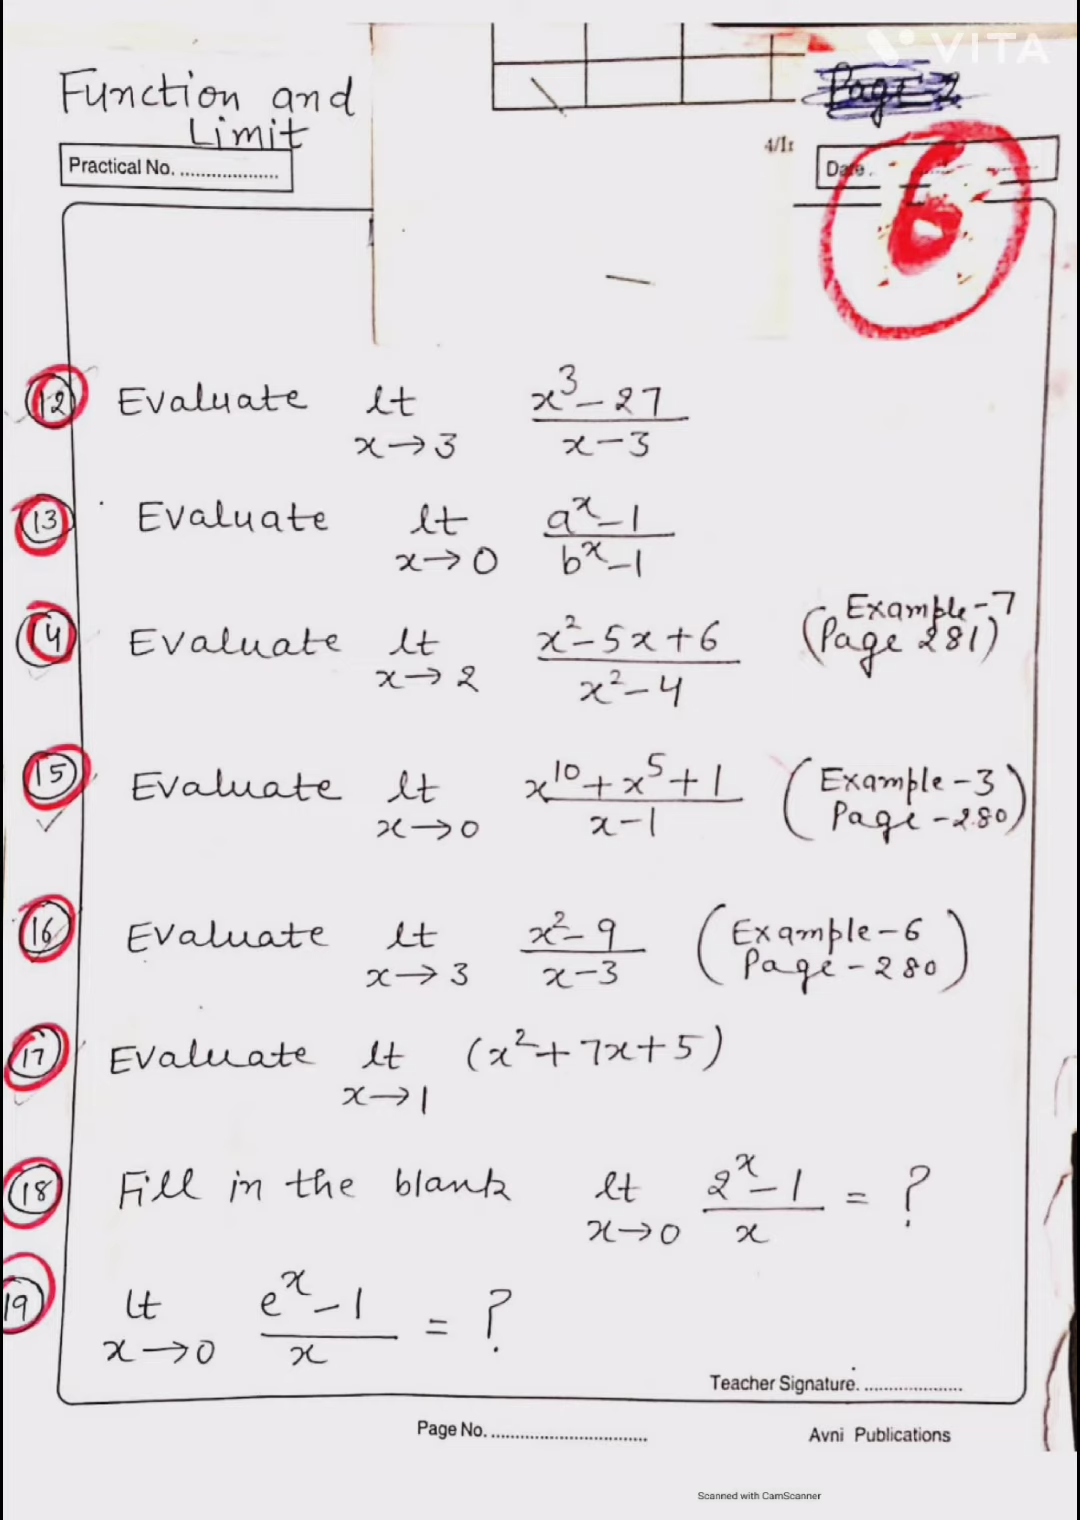 VITA
Function and
Limit
Page-2
4/It
Practical No. ...................
Date.
6
12 Evaluate lt x→3 x³-27 / x-3
13 Evaluate lt x→0 aˣ-1 / bˣ-1
14 Evaluate lt x→2 x²-5x+6 / x²-4 (Example-7 Page 281)
15 Evaluate lt x→0 x¹⁰+x⁵+1 / x-1 (Example-3 Page-280)
16 Evaluate lt x→3 x²-9 / x-3 (Example-6 Page-280)
17 Evaluate lt x→1 (x²+7x+5)
18 Fill in the blank lt x→0 2ˣ-1 / x = ?
19 lt x→0 eˣ-1 / x = ?
Teacher Signature. ....................
Page No. ................................
Avni Publications
Scanned with CamScanner